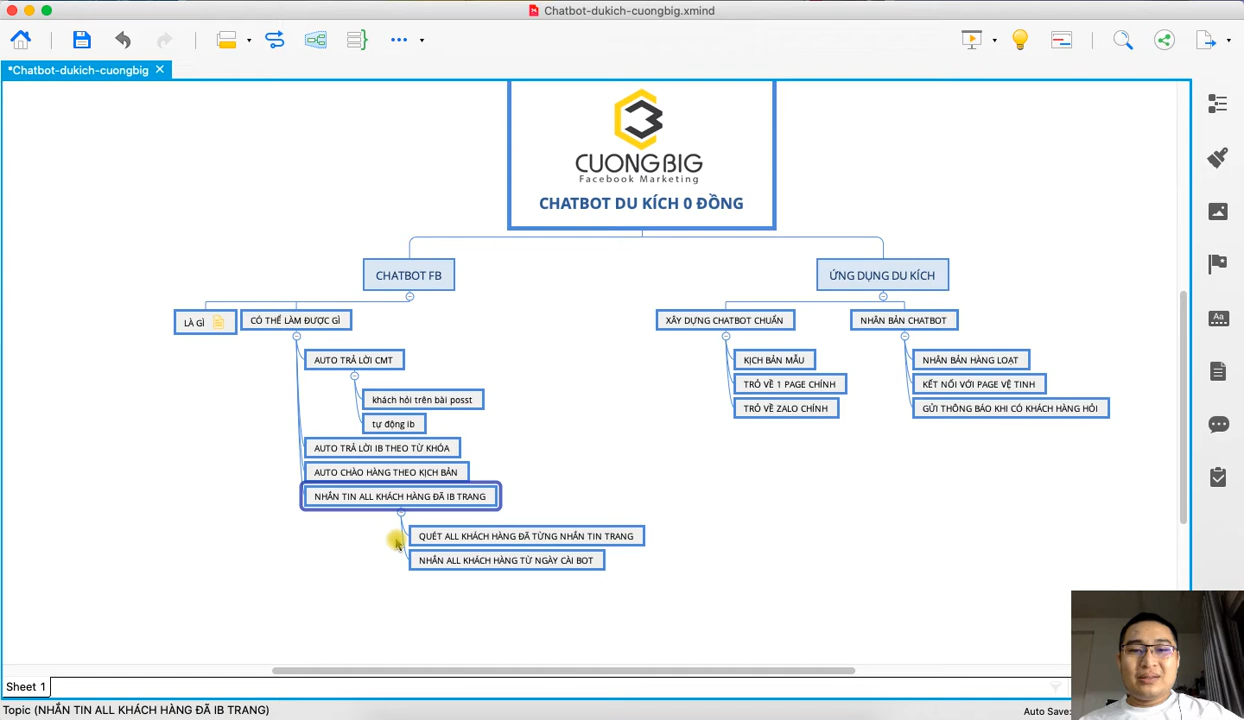 Chatbot-dukich-cuongbig.xmind
*Chatbot-dukich-cuongbig
CUONGBIG
Facebook Marketing
CHATBOT DU KÍCH 0 ĐỒNG
CHATBOT FB
ỨNG DỤNG DU KÍCH
LÀ GÌ
CÓ THỂ LÀM ĐƯỢC GÌ
XÂY DỰNG CHATBOT CHUẨN
NHÂN BẢN CHATBOT
AUTO TRẢ LỜI CMT
KỊCH BẢN MẪU
NHÂN BẢN HÀNG LOẠT
TRỎ VỀ 1 PAGE CHÍNH
KẾT NỐI VỚI PAGE VỆ TINH
khách hỏi trên bài posst
TRỎ VỀ ZALO CHÍNH
GỬI THÔNG BÁO KHI CÓ KHÁCH HÀNG HỎI
tự động ib
AUTO TRẢ LỜI IB THEO TỪ KHÓA
AUTO CHÀO HÀNG THEO KỊCH BẢN
NHẮN TIN ALL KHÁCH HÀNG ĐÃ IB TRANG
QUÉT ALL KHÁCH HÀNG ĐÃ TỪNG NHẮN TIN TRANG
NHẮN ALL KHÁCH HÀNG TỪ NGÀY CÀI BOT
Aa
Sheet 1
Topic (NHẮN TIN ALL KHÁCH HÀNG ĐÃ IB TRANG)
Auto Save: